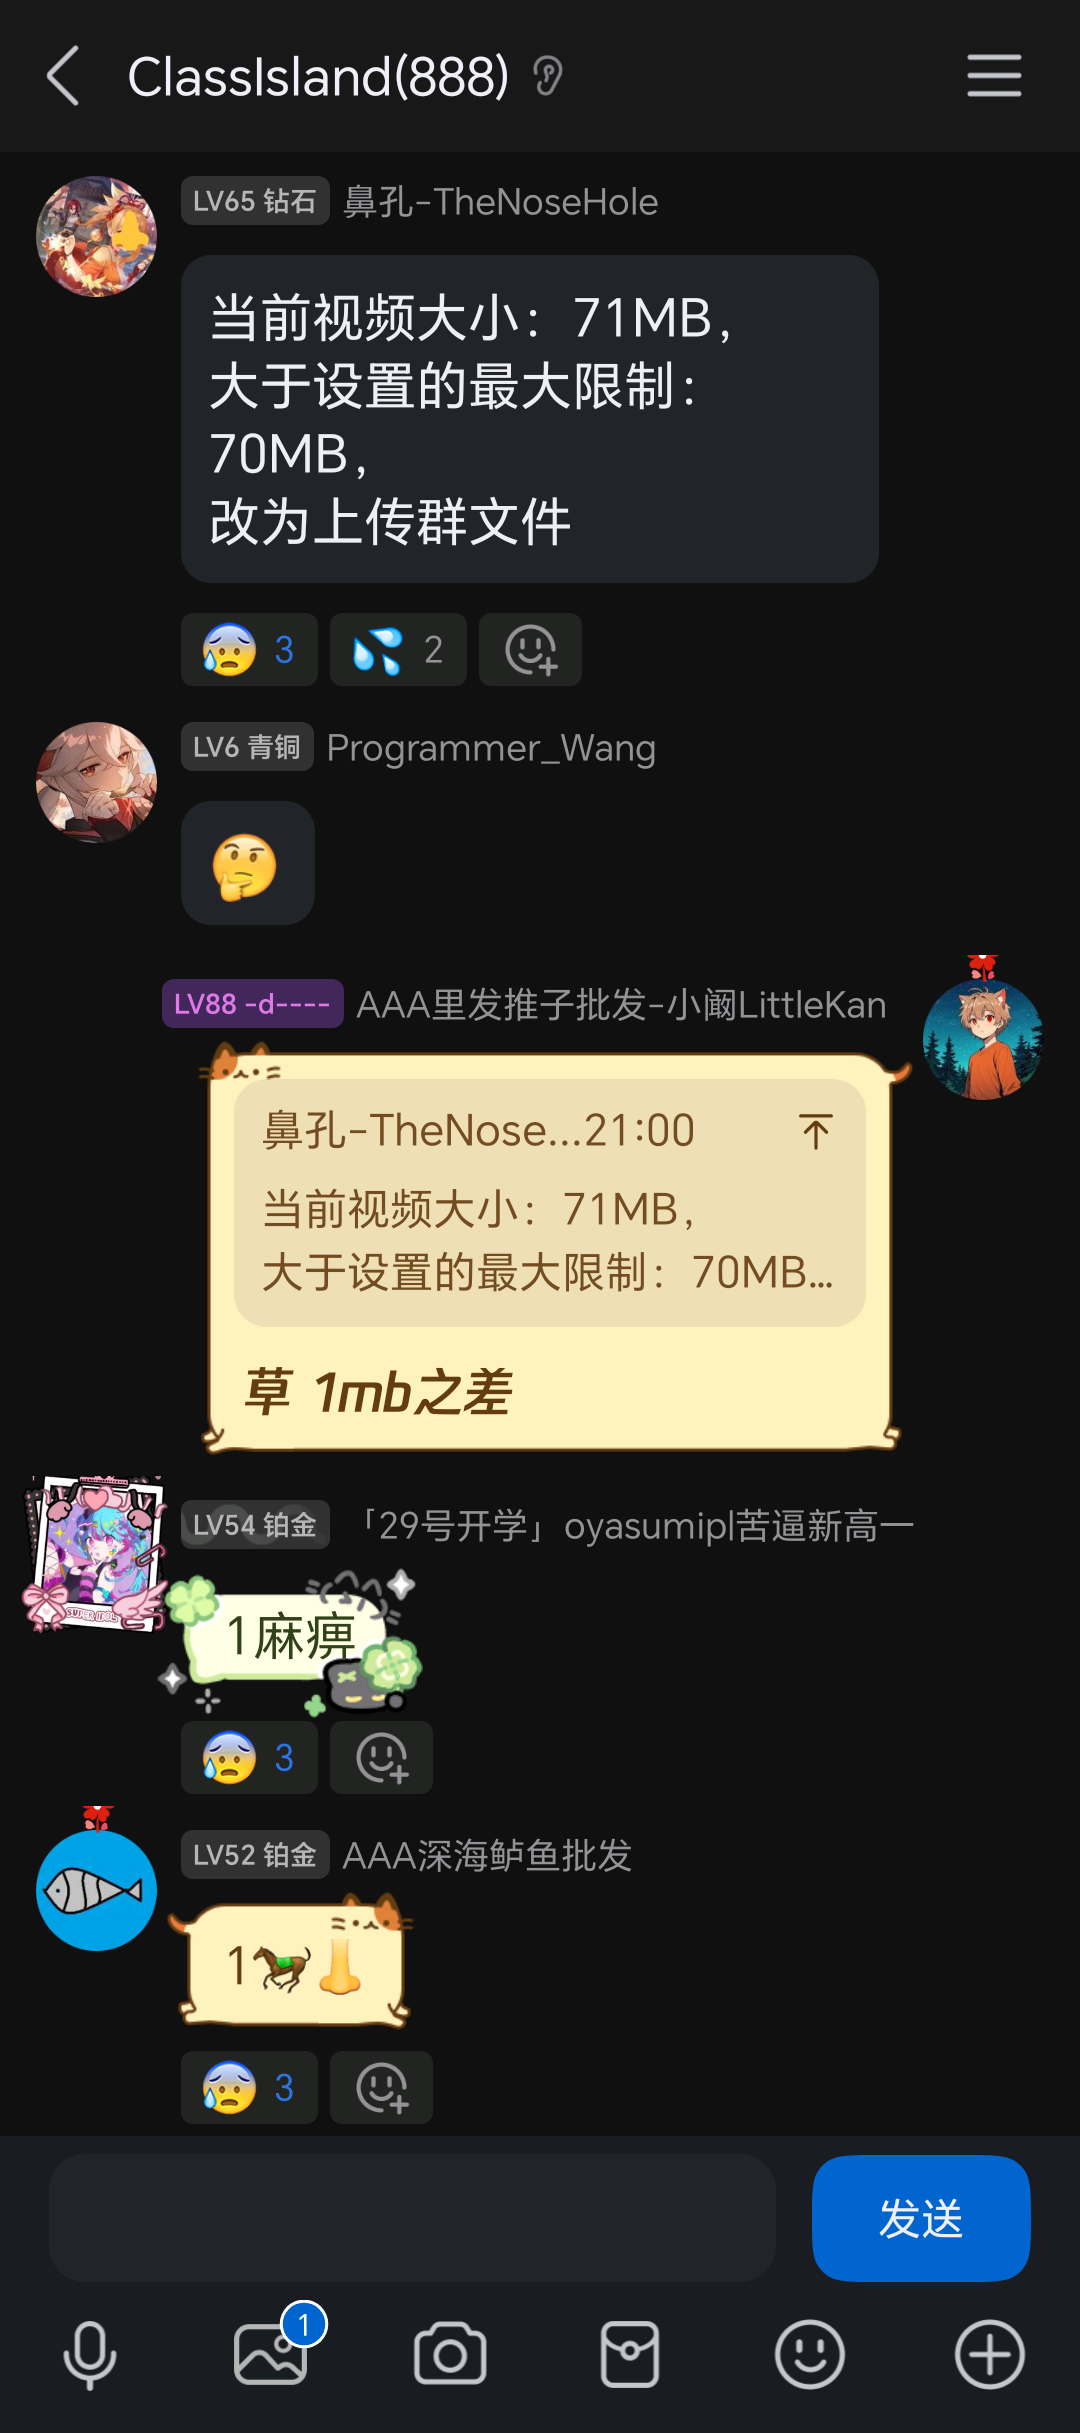 ClassIsland(888)
LV65 钻石 鼻孔-TheNoseHole
当前视频大小：71MB，
大于设置的最大限制：
70MB，
改为上传群文件
😰 3 💦 2
LV6 青铜 Programmer_Wang
🤔
LV88 -d---- AAA里发推子批发-小阚LittleKan
鼻孔-TheNose...21:00
当前视频大小：71MB，
大于设置的最大限制：70MB...
草 1mb之差
LV54 铂金 「29号开学」oyasumipl苦逼新高一
SUPER IDOL
1麻痹
😰 3
LV52 铂金 AAA深海鲈鱼批发
1🐎👃
😰 3
发送
1